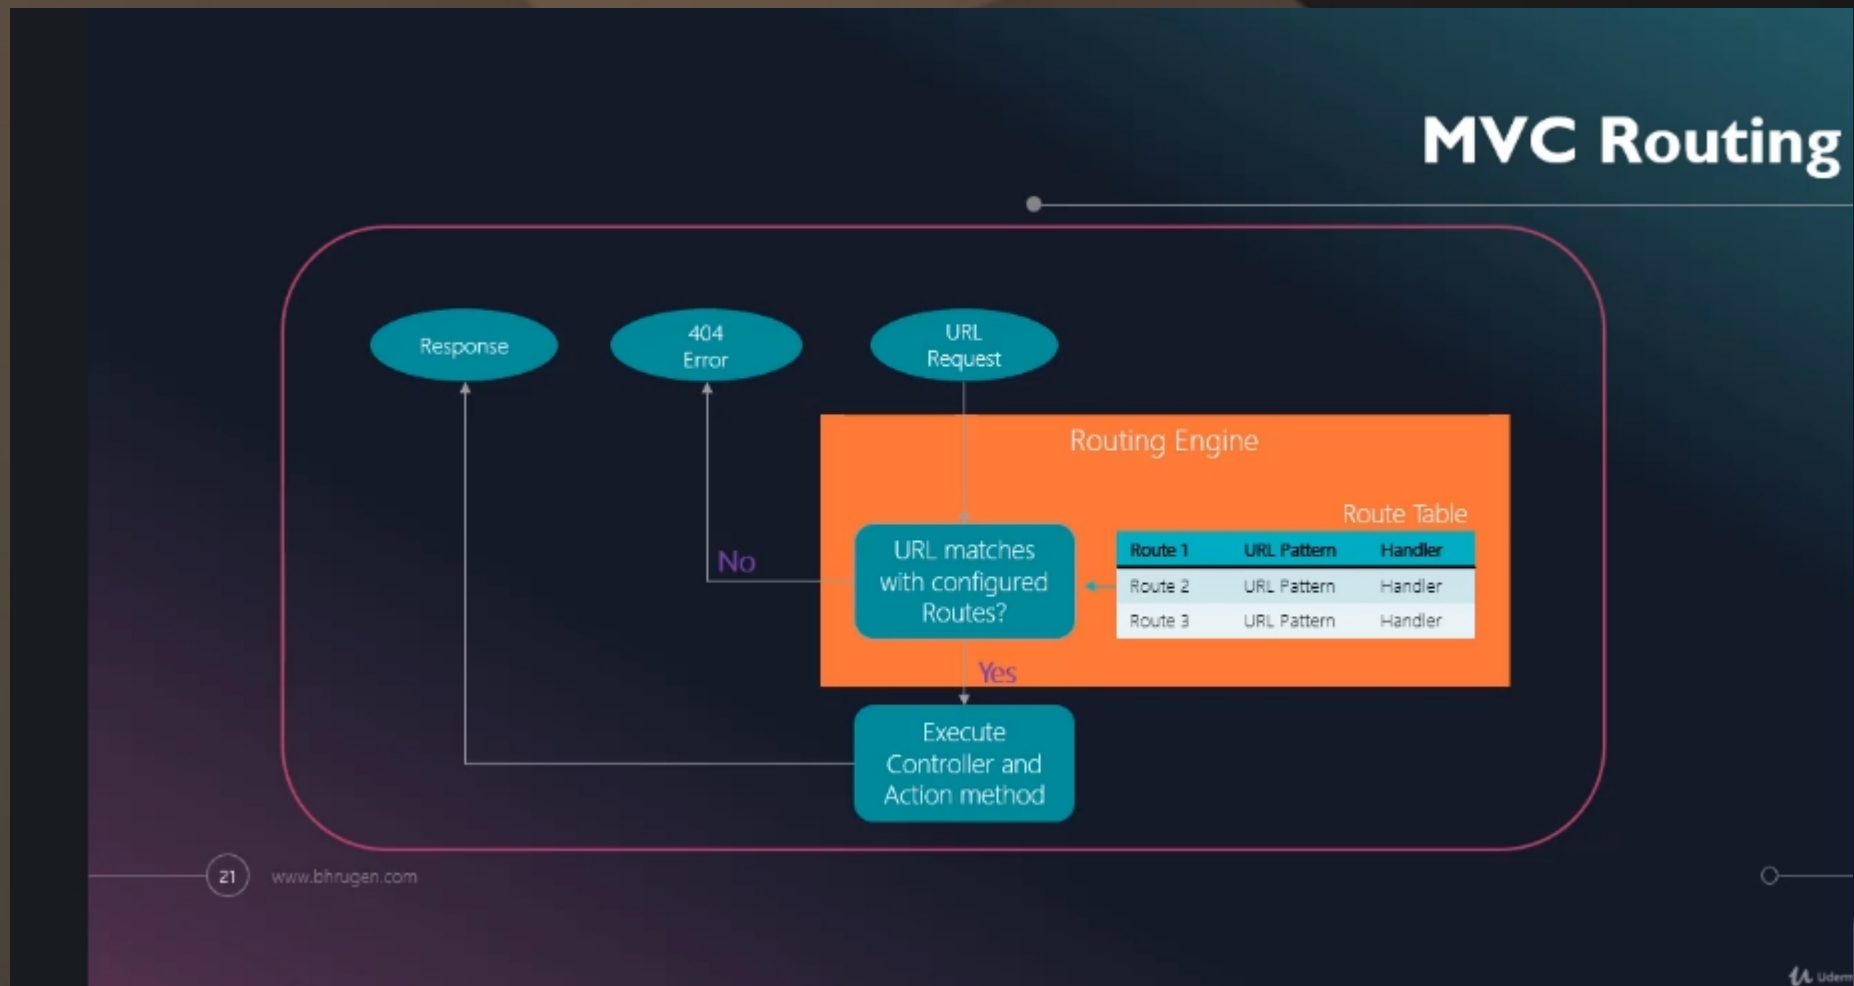 MVC Routing
Response
404
Error
URL
Request
Routing Engine
Route Table
Route 1 URL Pattern Handler
Route 2 URL Pattern Handler
Route 3 URL Pattern Handler
URL matches
with configured
Routes?
No
Yes
Execute
Controller and
Action method
21
www.bhrugen.com
Udem